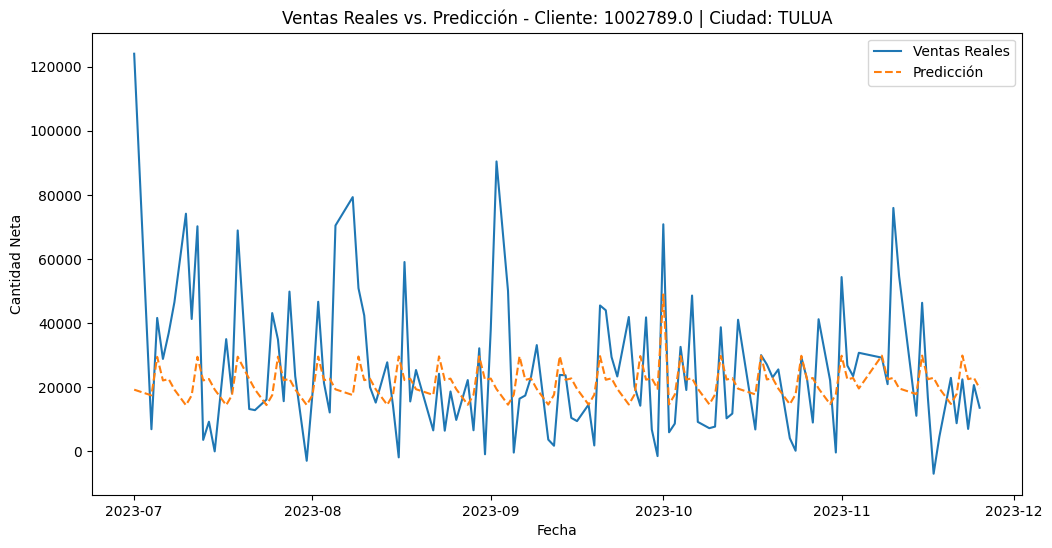 Ventas Reales vs. Predicción - Cliente: 1002789.0 | Ciudad: TULUA
Ventas Reales
Predicción
Cantidad Neta
120000
100000
80000
60000
40000
20000
0
2023-07
2023-08
2023-09
2023-10
2023-11
2023-12
Fecha